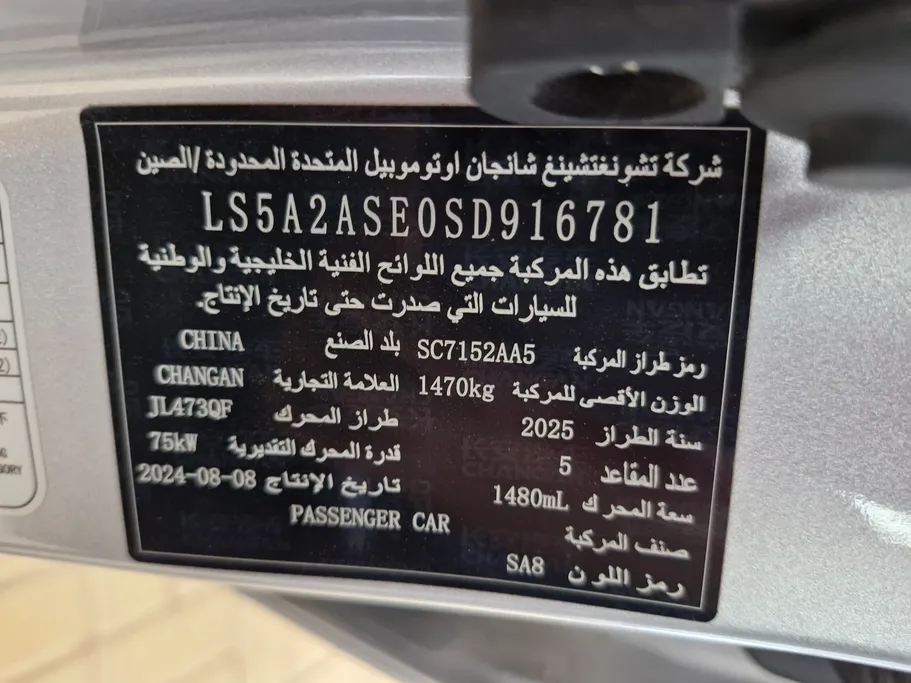 شركة تشونغتشينغ شانجان اوتوموبيل المتحدة المحدودة /الصين
LS5A2ASE0SD916781
تطابق هذه المركبة جميع اللوائح الفنية الخليجية والوطنية
للسيارات التي صدرت حتى تاريخ الإنتاج.
رمز طراز المركبة SC7152AA5 بلد الصنع CHINA
الوزن الأقصى للمركبة 1470kg العلامة التجارية CHANGAN
سنة الطراز 2025 طراز المحرك JL473QF
عدد المقاعد 5 قدرة المحرك التقديرية 75kW
سعة المحرك 1480mL تاريخ الإنتاج 2024-08-08
صنف المركبة PASSENGER CAR
رمز اللون SA8